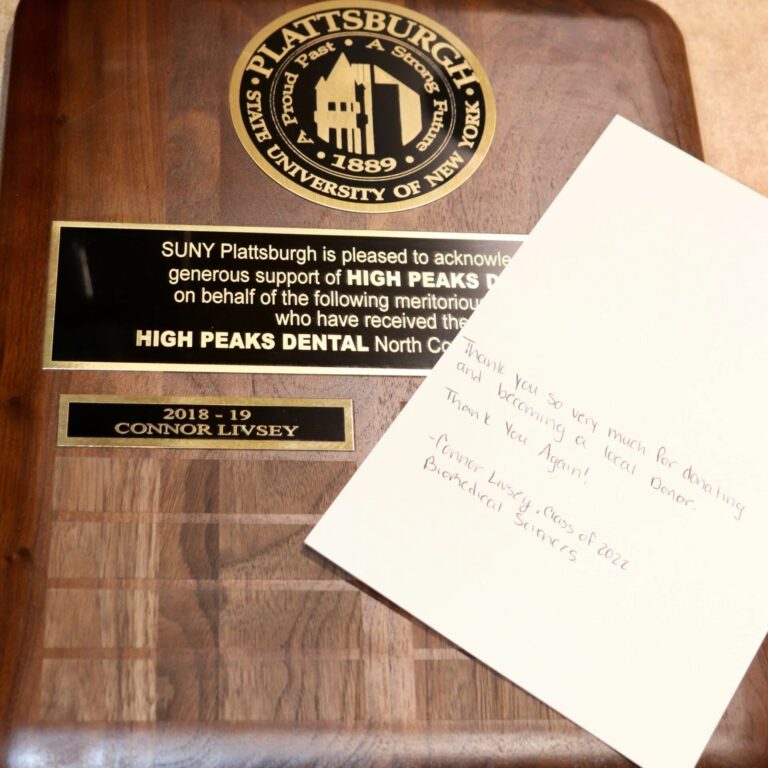 PLATTSBURGH
A Proud Past • A Strong Future
• 1889 •
• STATE UNIVERSITY OF NEW YORK •
SUNY Plattsburgh is pleased to acknowle
generous support of HIGH PEAKS D
on behalf of the following meritoriou
who have received the
HIGH PEAKS DENTAL North Co
2018 - 19
CONNOR LIVSEY
Thank you so very much for donating
and becoming a local Donor.
Thank You Again!
-Connor Livsey, Class of 2022
Biomedical Sciences